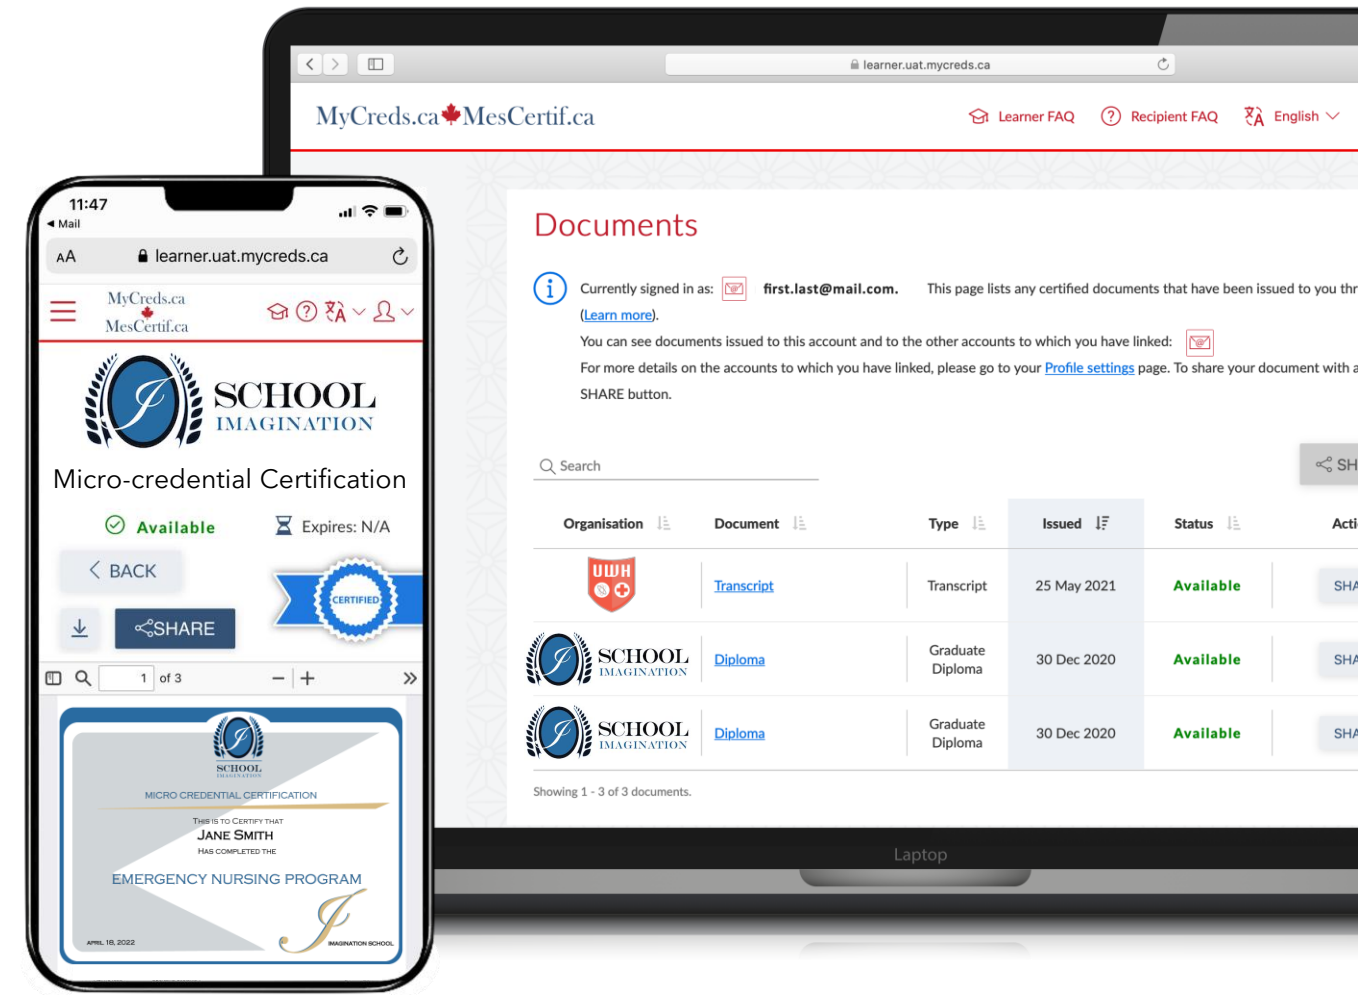 learner.uat.mycreds.ca
MyCreds.ca MesCertif.ca
Learner FAQ
Recipient FAQ
English
Documents
Currently signed in as: first.last@mail.com. This page lists any certified documents that have been issued to you thr
(Learn more).
You can see documents issued to this account and to the other accounts to which you have linked:
For more details on the accounts to which you have linked, please go to your Profile settings page. To share your document with a
SHARE button.
Search
SH
Organisation Document Type Issued Status Acti
UWH Transcript Transcript 25 May 2021 Available SHA
SCHOOL IMAGINATION Diploma Graduate Diploma 30 Dec 2020 Available SHA
SCHOOL IMAGINATION Diploma Graduate Diploma 30 Dec 2020 Available SHA
Showing 1 - 3 of 3 documents.
Laptop
11:47
Mail
AA learner.uat.mycreds.ca
MyCreds.ca
MesCertif.ca
SCHOOL
IMAGINATION
Micro-credential Certification
Available Expires: N/A
BACK
CERTIFIED
SHARE
1 of 3
SCHOOL
IMAGINATION
MICRO CREDENTIAL CERTIFICATION
THIS IS TO CERTIFY THAT
JANE SMITH
HAS COMPLETED THE
EMERGENCY NURSING PROGRAM
APRIL 18, 2022
IMAGINATION SCHOOL